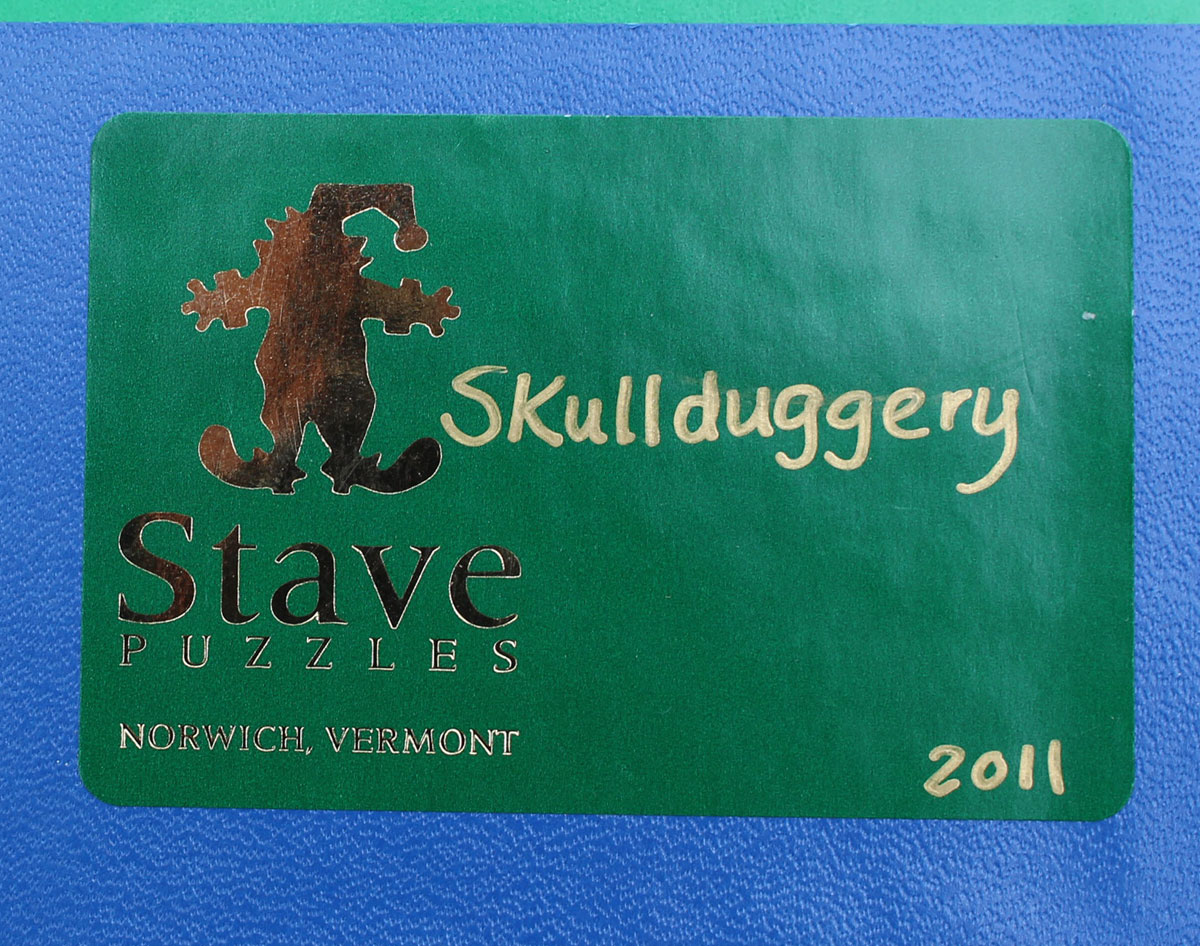 Skullduggery
Stave
PUZZLES
NORWICH, VERMONT
2011